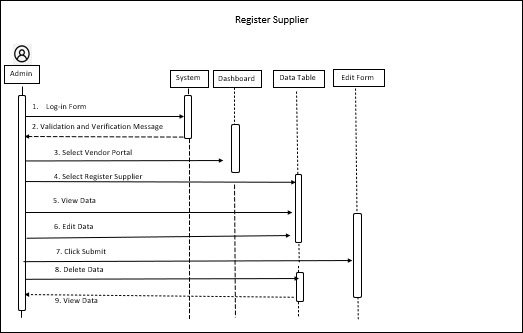 Register Supplier
Admin
System
Dashboard
Data Table
Edit Form
1. Log-in Form
2. Validation and Verification Message
3. Select Vendor Portal
4. Select Register Supplier
5. View Data
6. Edit Data
7. Click Submit
8. Delete Data
9. View Data